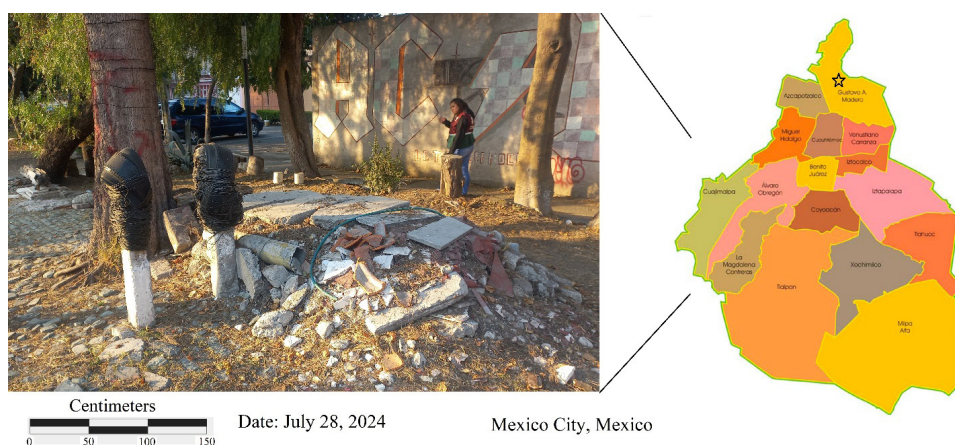 Gustavo A.
Madero
Azcapotzalco
Miguel
Hidalgo
Cuauhtémoc
Venustiano
Carranza
Iztacalco
Benito
Juárez
Cuajimalpa
Álvaro
Obregón
Iztapalapa
Coyoacán
Tlahuac
La
Magdalena
Contreras
Xochimilco
Tlalpan
Milpa
Alta
Centimeters
0 50 100 150
Date: July 28, 2024
Mexico City, Mexico